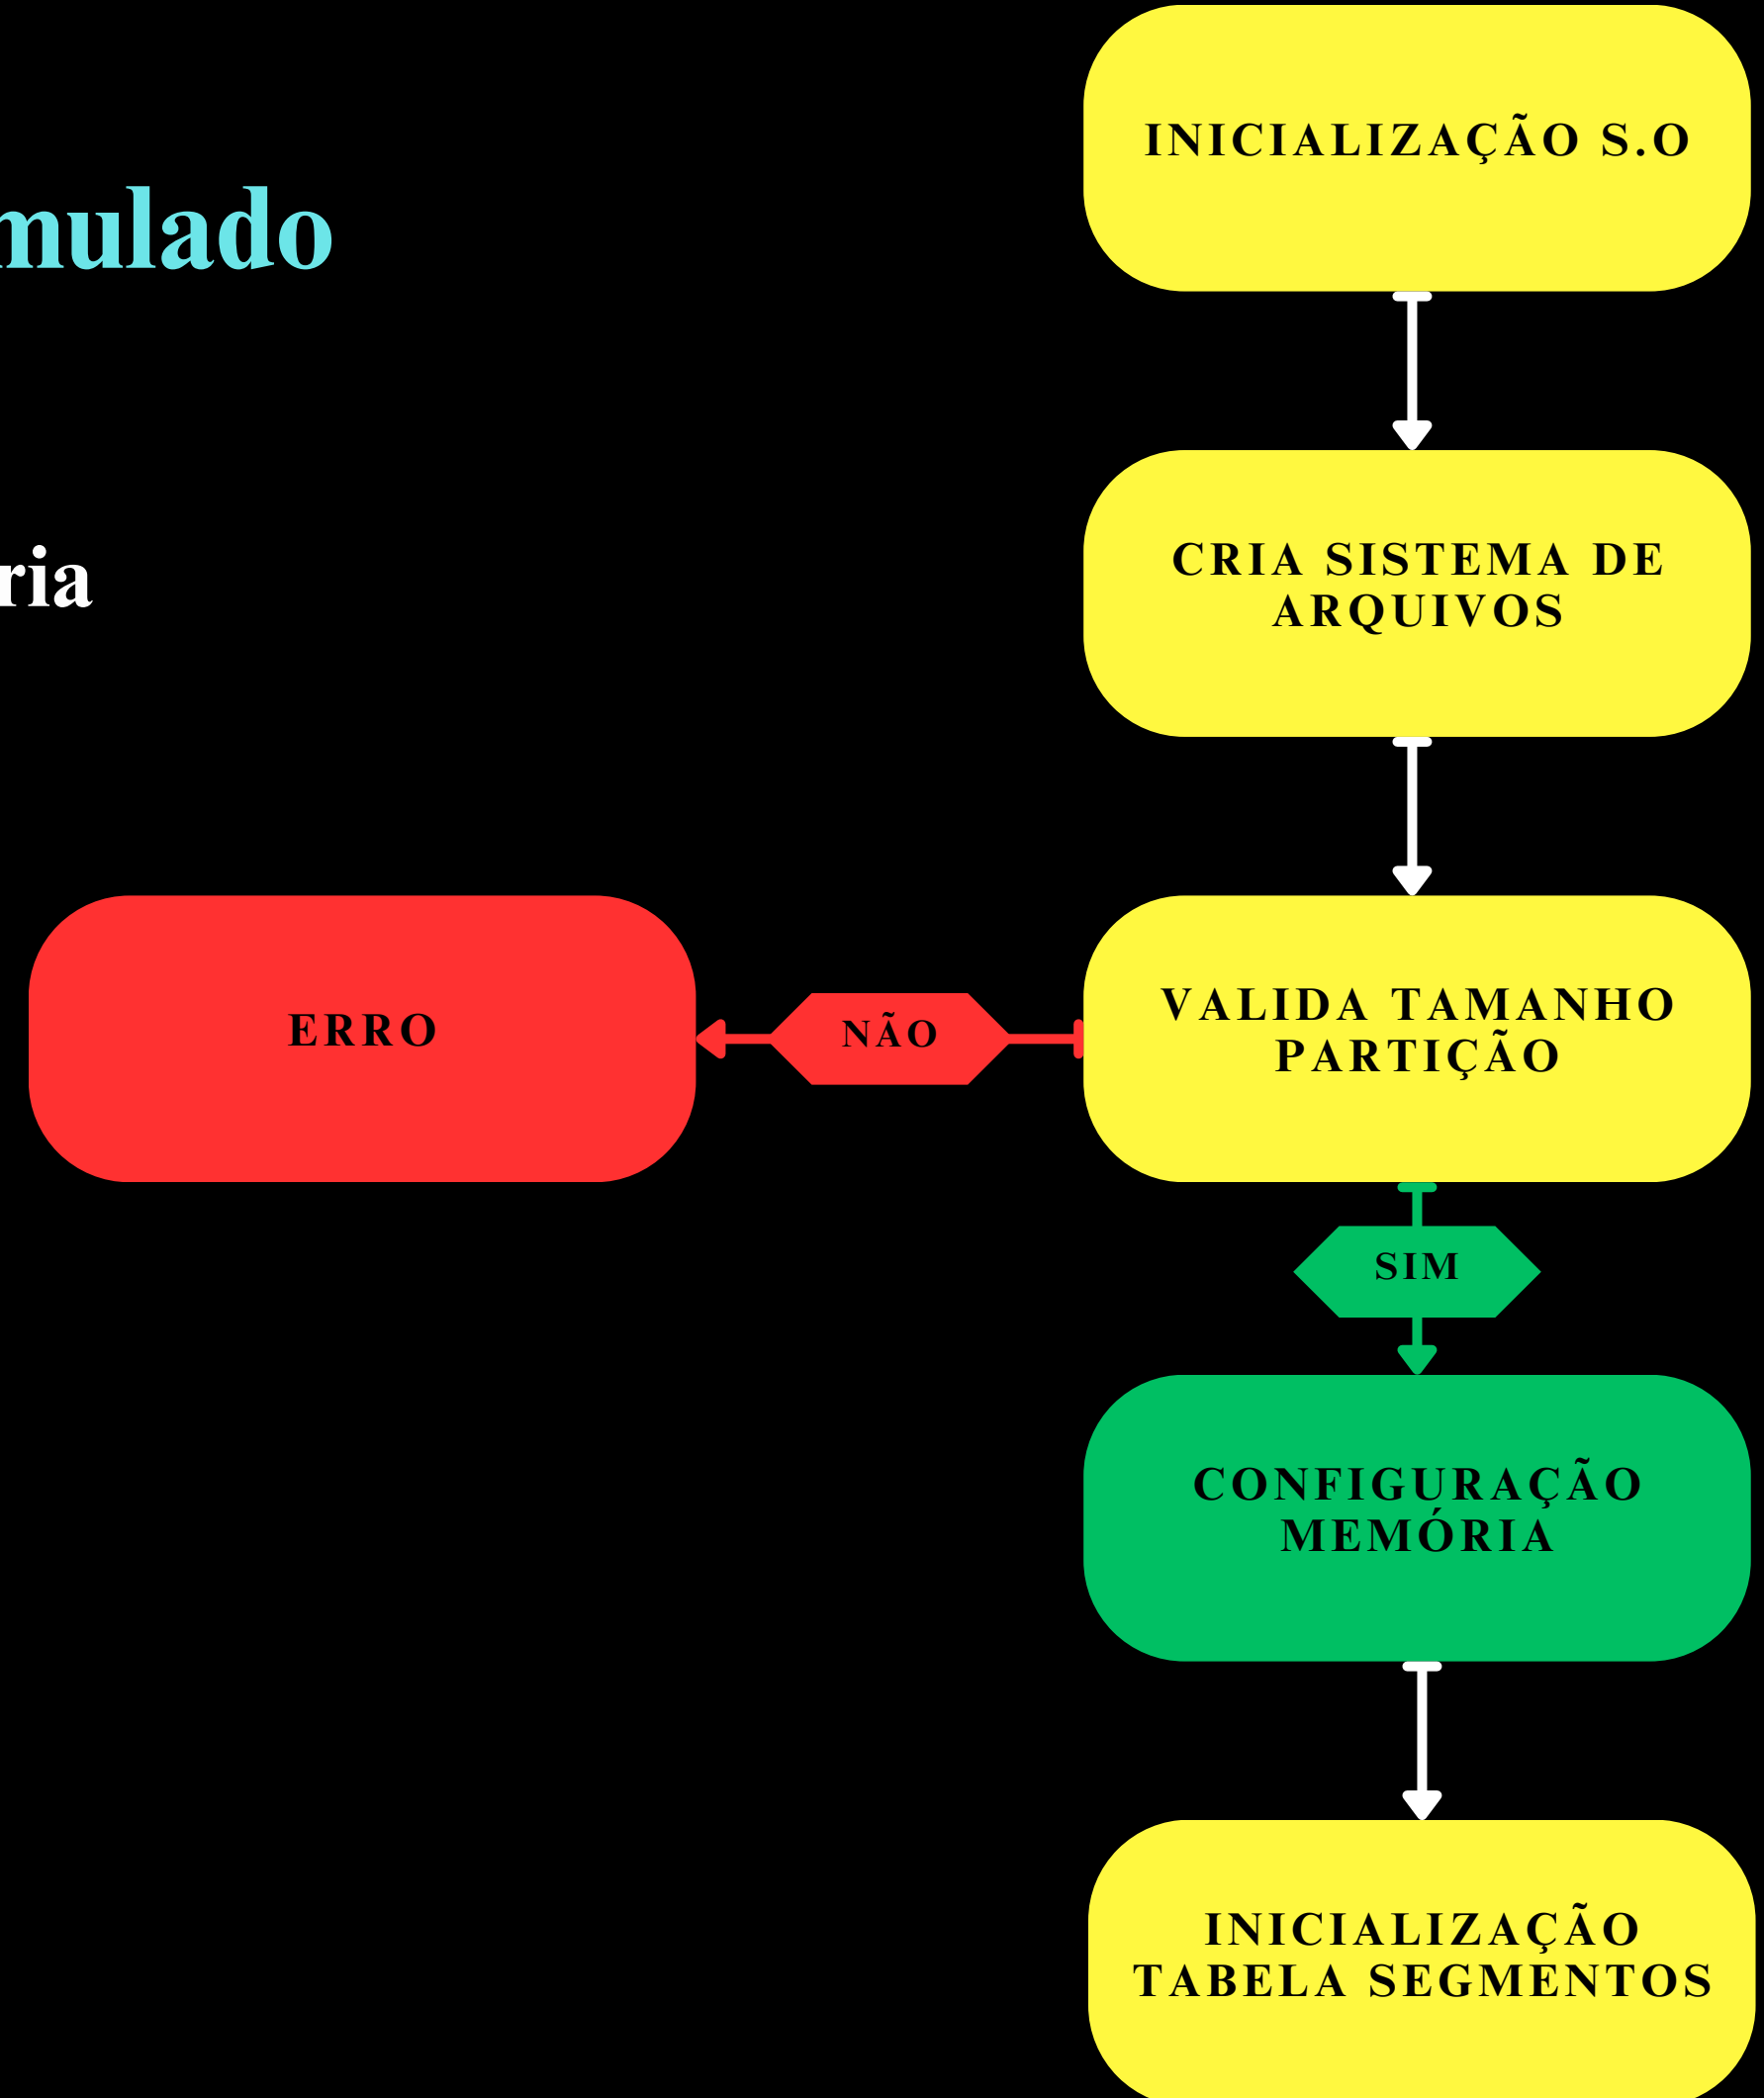 INICIALIZAÇÃO S.O
mulado
CRIA SISTEMA DE
ARQUIVOS
ria
VALIDA TAMANHO
PARTIÇÃO
NÃO
ERRO
SIM
CONFIGURAÇÃO
MEMÓRIA
INICIALIZAÇÃO
TABELA SEGMENTOS